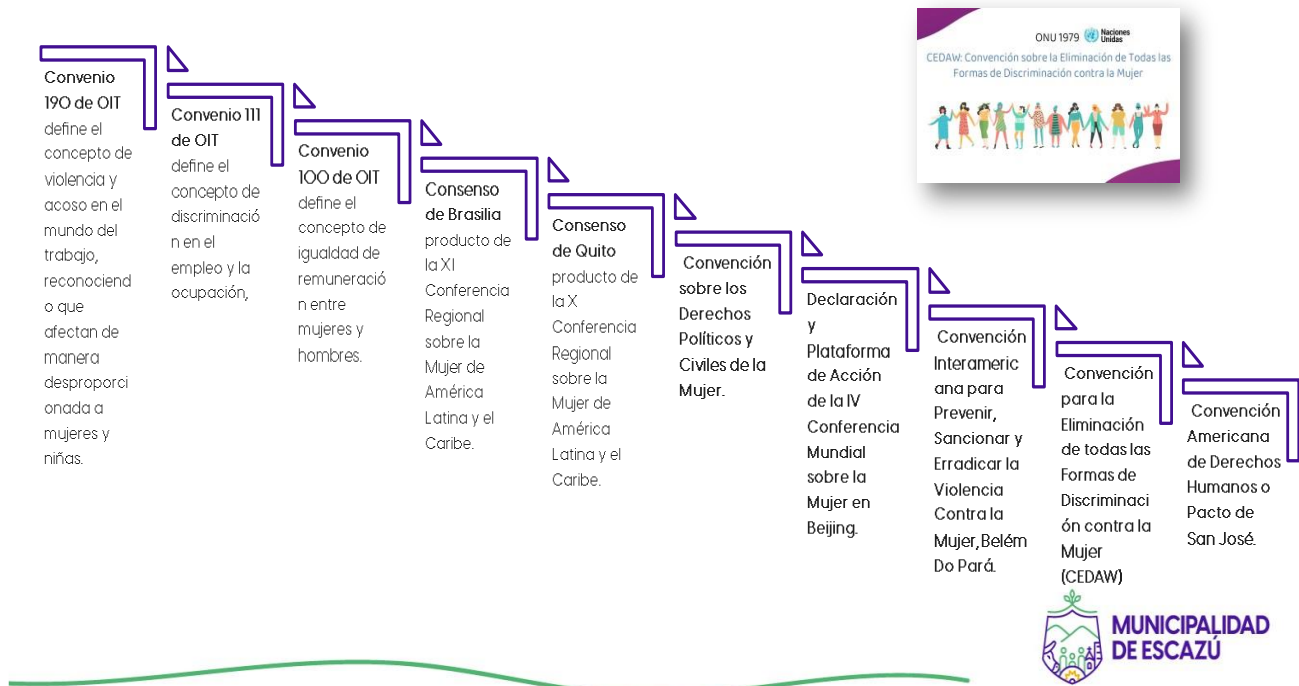 ONU 1979 Naciones
Unidas
CEDAW: Convención sobre la Eliminación de Todas las
Formas de Discriminación contra la Mujer
Convenio
190 de OIT
define el
concepto de
violencia y
acoso en el
mundo del
trabajo,
reconociend
o que
afectan de
manera
desproporci
onada a
mujeres y
niñas.
Convenio 111
de OIT
define el
concepto de
discriminació
n en el
empleo y la
ocupación,
Convenio
100 de OIT
define el
concepto de
igualdad de
remuneració
n entre
mujeres y
hombres.
Consenso
de Brasilia
producto de
la XI
Conferencia
Regional
sobre la
Mujer de
América
Latina y el
Caribe.
Consenso
de Quito
producto de
la X
Conferencia
Regional
sobre la
Mujer de
América
Latina y el
Caribe.
Convención
sobre los
Derechos
Políticos y
Civiles de la
Mujer.
Declaración
y
Plataforma
de Acción
de la IV
Conferencia
Mundial
sobre la
Mujer en
Beijing.
Convención
Interameric
ana para
Prevenir,
Sancionar y
Erradicar la
Violencia
Contra la
Mujer, Belém
Do Pará.
Convención
para la
Eliminación
de todas las
Formas de
Discriminaci
ón contra la
Mujer
(CEDAW)
Convención
Americana
de Derechos
Humanos o
Pacto de
San José.
MUNICIPALIDAD
DE ESCAZÚ